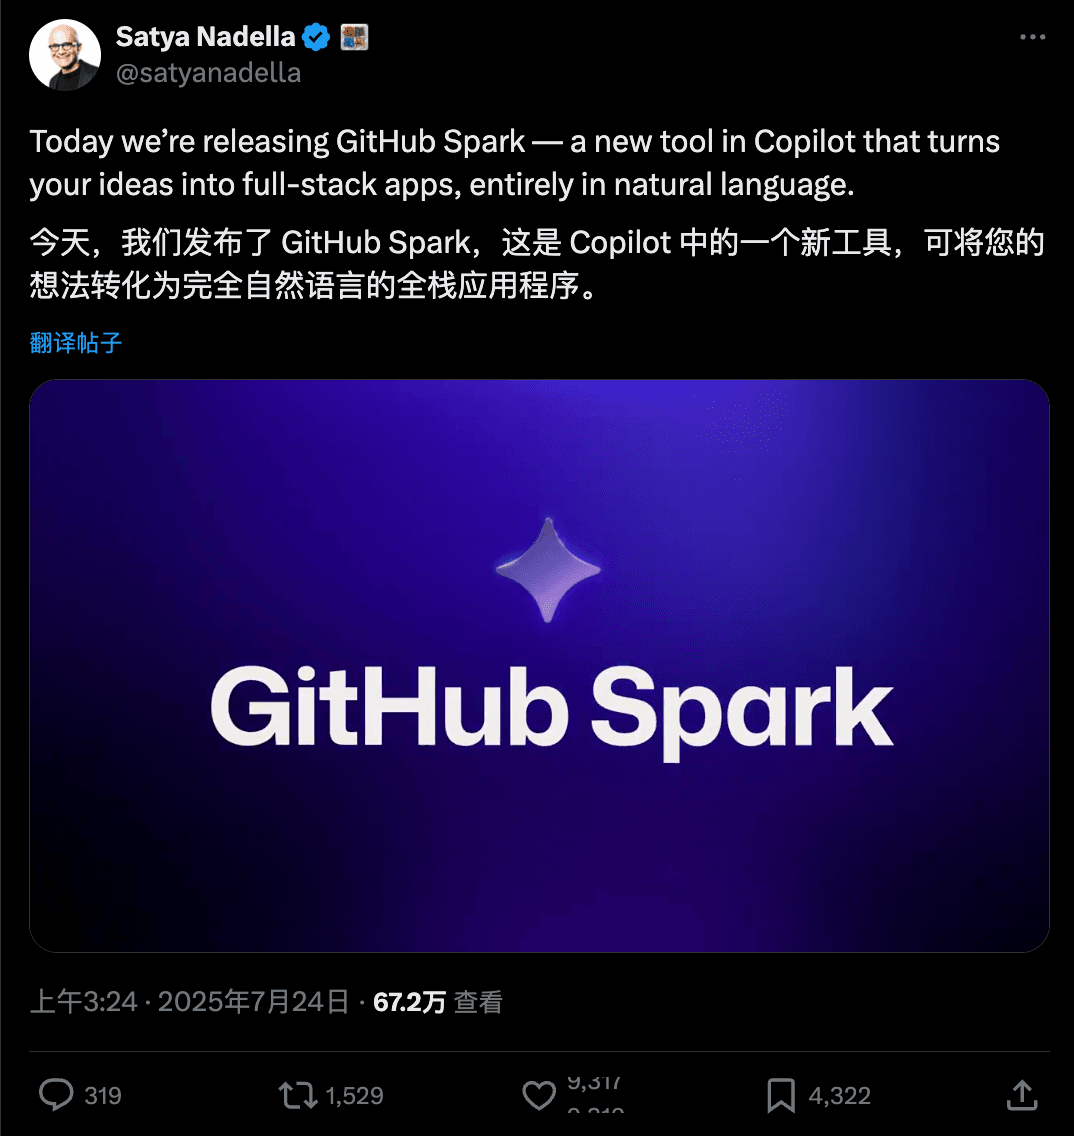 Satya Nadella
@satyanadella
Today we’re releasing GitHub Spark — a new tool in Copilot that turns
your ideas into full-stack apps, entirely in natural language.
今天，我们发布了 GitHub Spark，这是 Copilot 中的一个新工具，可将您的
想法转化为完全自然语言的全栈应用程序。
翻译帖子
GitHub Spark
上午3:24 · 2025年7月24日 · 67.2万 查看
319 1,529 9,317 4,322